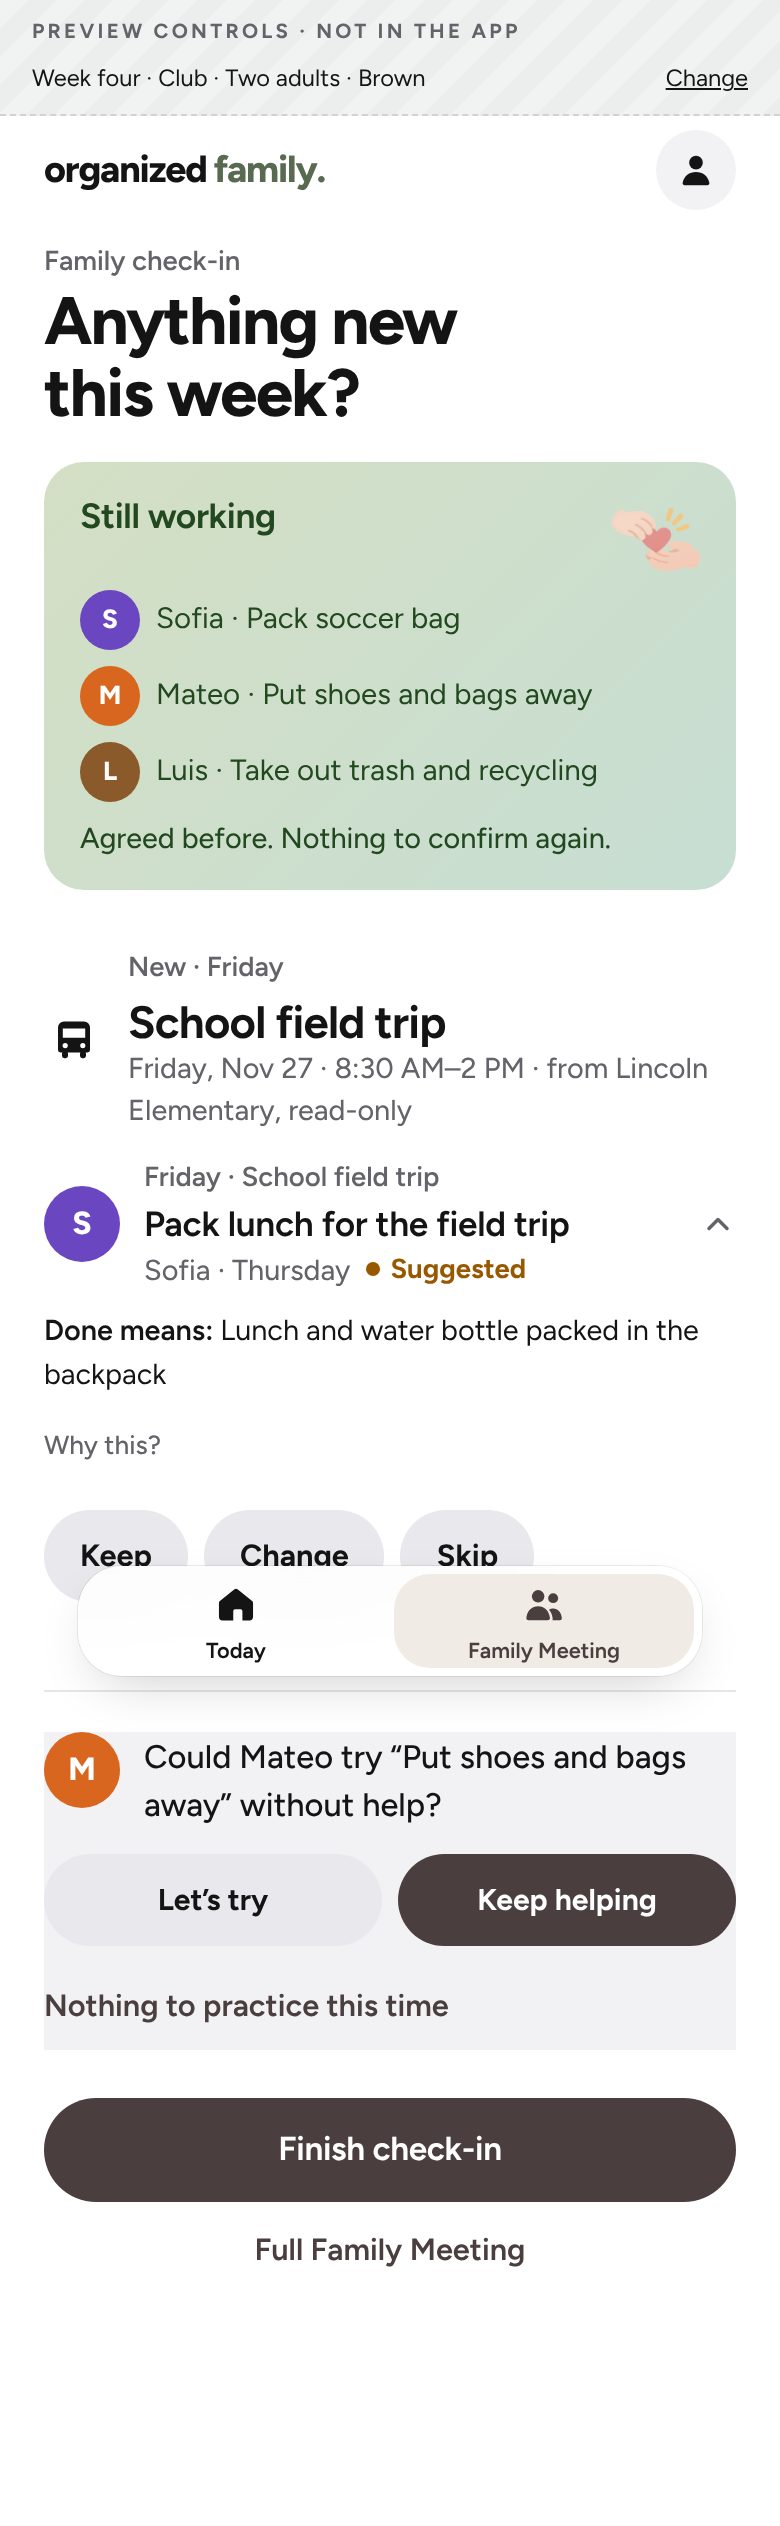 PREVIEW CONTROLS · NOT IN THE APP
Week four · Club · Two adults · Brown
Change
organized family.
Family check-in
Anything new
this week?
Still working
S
Sofia · Pack soccer bag
M
Mateo · Put shoes and bags away
L
Luis · Take out trash and recycling
Agreed before. Nothing to confirm again.
New · Friday
School field trip
Friday, Nov 27 · 8:30 AM–2 PM · from Lincoln
Elementary, read-only
Friday · School field trip
S
Pack lunch for the field trip
Sofia · Thursday
Suggested
Done means: Lunch and water bottle packed in the
backpack
Why this?
Keep
Change
Skip
Today
Family Meeting
M
Could Mateo try “Put shoes and bags
away” without help?
Let’s try
Keep helping
Nothing to practice this time
Finish check-in
Full Family Meeting